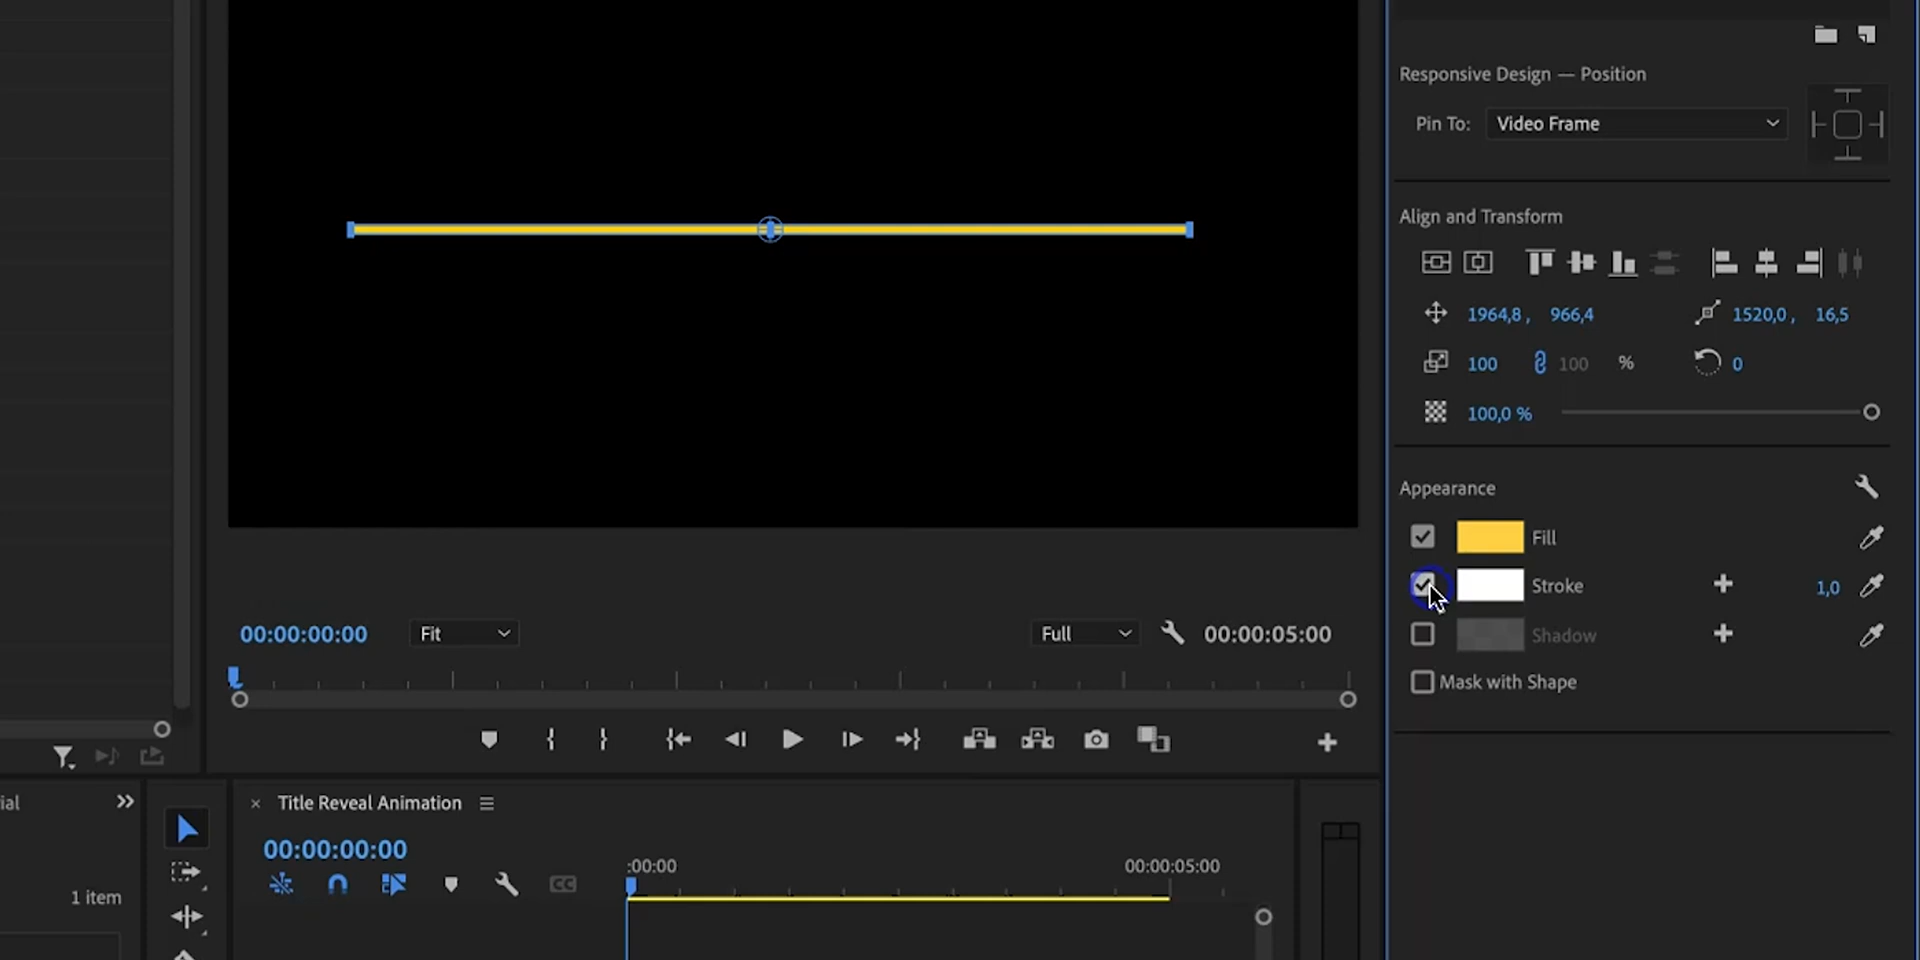 Responsive Design — Position
Pin To: Video Frame
Align and Transform
1964,8 , 966,4 1520,0 , 16,5
100 100 % 0
100,0 %
Appearance
Fill
Stroke 1,0
Shadow
Mask with Shape
00:00:00:00 Fit Full 00:00:05:00
ial
Title Reveal Animation
00:00:00:00
:00:00 00:00:05:00
CC
1 item